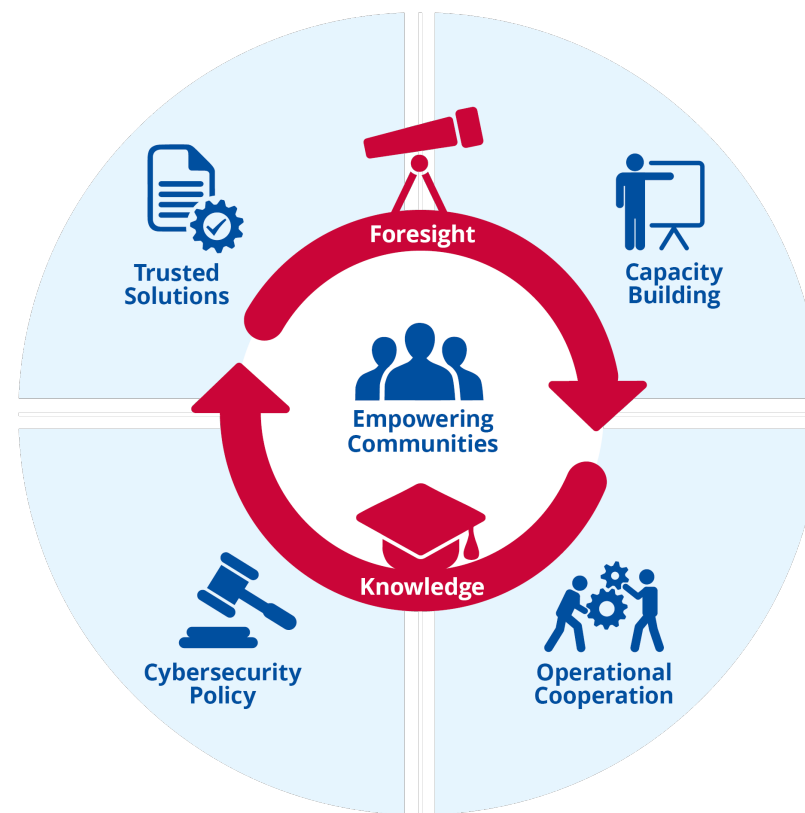 Foresight
Trusted
Solutions
Capacity
Building
Empowering
Communities
Knowledge
Cybersecurity
Policy
Operational
Cooperation